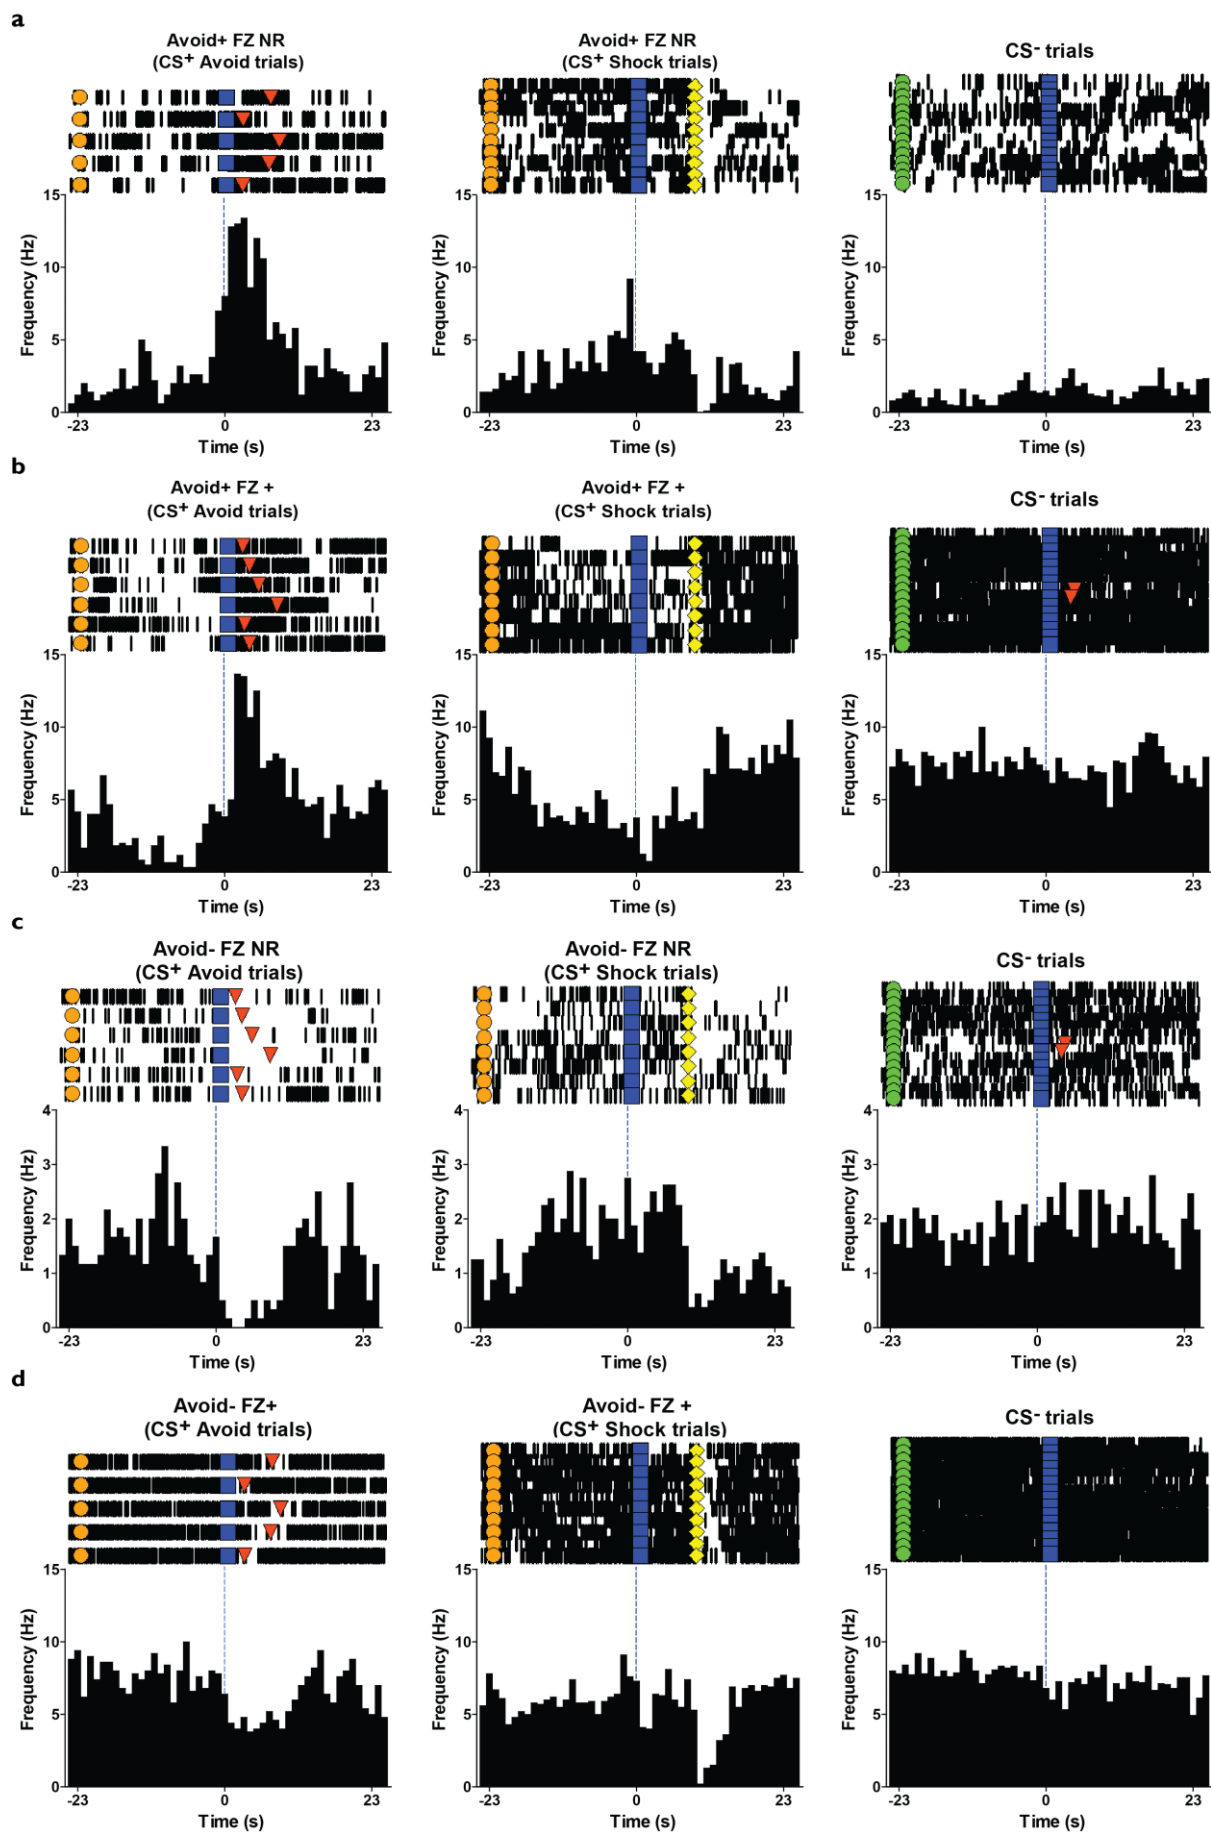 a
Avoid+ FZ NR
(CS+ Avoid trials)
Avoid+ FZ NR
(CS+ Shock trials)
CS- trials
15
10
5
0
Frequency (Hz)
-23 0 23
Time (s)
15
10
5
0
Frequency (Hz)
-23 0 23
Time (s)
15
10
5
0
Frequency (Hz)
-23 0 23
Time (s)
b
Avoid+ FZ +
(CS+ Avoid trials)
Avoid+ FZ +
(CS+ Shock trials)
CS- trials
15
10
5
0
Frequency (Hz)
-23 0 23
Time (s)
15
10
5
0
Frequency (Hz)
-23 0 23
Time (s)
15
10
5
0
Frequency (Hz)
-23 0 23
Time (s)
c
Avoid- FZ NR
(CS+ Avoid trials)
Avoid- FZ NR
(CS+ Shock trials)
CS- trials
4
3
2
1
0
Frequency (Hz)
-23 0 23
Time (s)
4
3
2
1
0
Frequency (Hz)
-23 0 23
Time (s)
4
3
2
1
0
Frequency (Hz)
-23 0 23
Time (s)
d
Avoid- FZ+
(CS+ Avoid trials)
Avoid- FZ +
(CS+ Shock trials)
CS- trials
15
10
5
0
Frequency (Hz)
-23 0 23
Time (s)
15
10
5
0
Frequency (Hz)
-23 0 23
Time (s)
15
10
5
0
Frequency (Hz)
-23 0 23
Time (s)